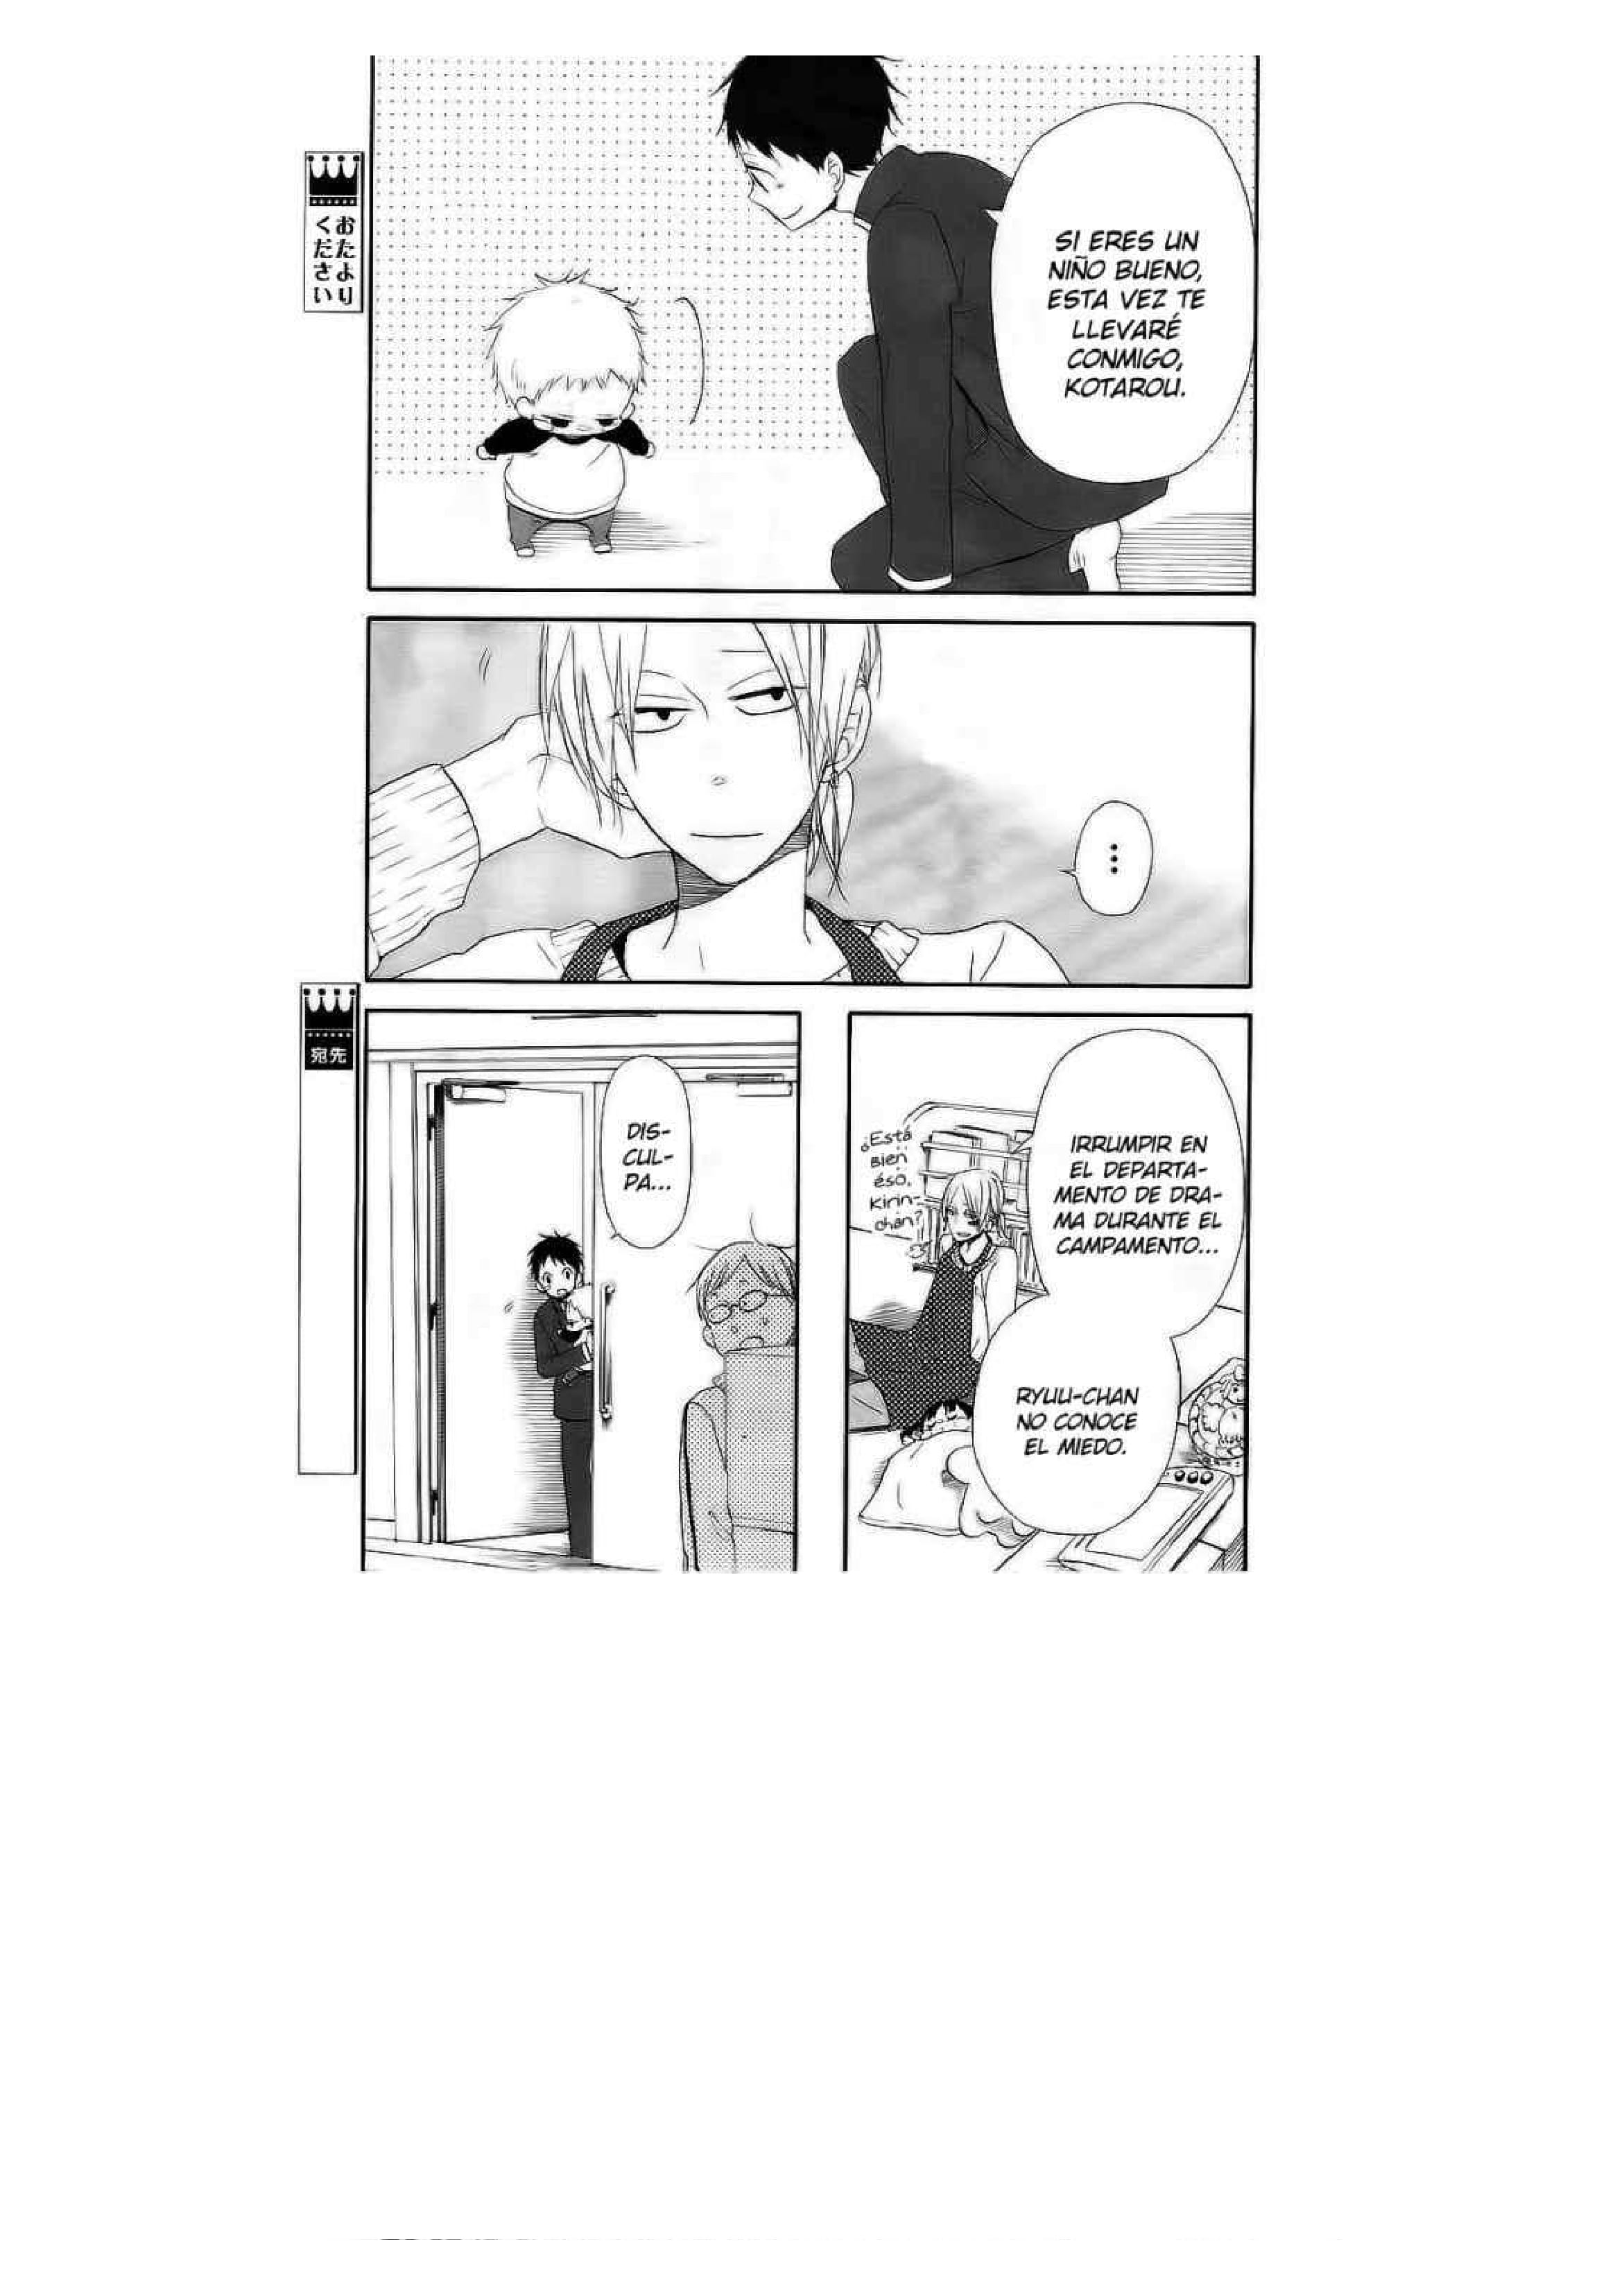 SI ERES UN
NIÑO BUENO,
ESTA VEZ TE
LLEVARÉ
CONMIGO,
KOTAROU.
おたより
ください
...
IRRUMPIR EN
EL DEPARTA-
MENTO DE DRA-
MA DURANTE EL
CAMPAMENTO...
¿Está
Bien
éso,
Kirin-
chan?
RYUU-CHAN
NO CONOCE
EL MIEDO.
DIS-
CUL-
PA...
宛先